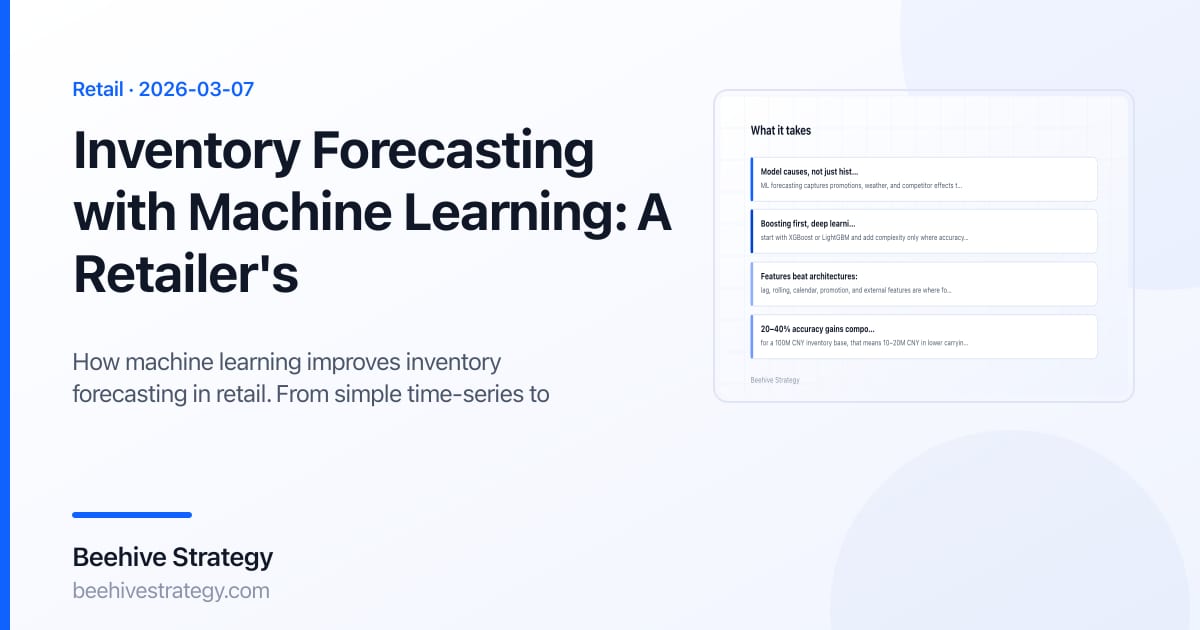 Retail · 2026-03-07
Inventory Forecasting
with Machine Learning: A
Retailer's
How machine learning improves inventory
forecasting in retail. From simple time-series to
Beehive Strategy
beehivestrategy.com
What it takes
Model causes, not just hist...
ML forecasting captures promotions, weather, and competitor effects t...
Boosting first, deep learni...
start with XGBoost or LightGBM and add complexity only where accuracy...
Features beat architectures:
lag, rolling, calendar, promotion, and external features are where fo...
20–40% accuracy gains compo...
for a 100M CNY inventory base, that means 10–20M CNY in lower carryin...
Beehive Strategy